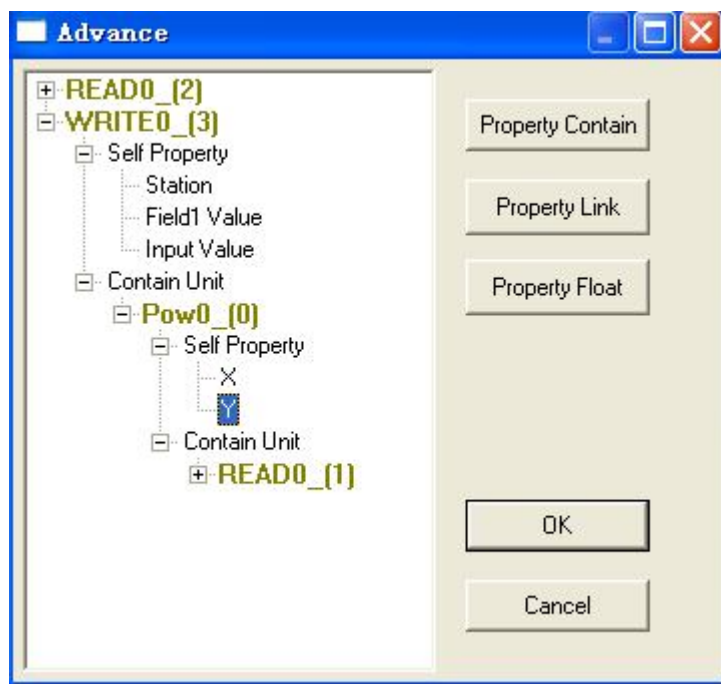 Advance
READ0_(2)
WRITE0_(3)
Self Property
Station
Field1 Value
Input Value
Contain Unit
Pow0_(0)
Self Property
X
Y
Contain Unit
READ0_(1)
Property Contain
Property Link
Property Float
OK
Cancel